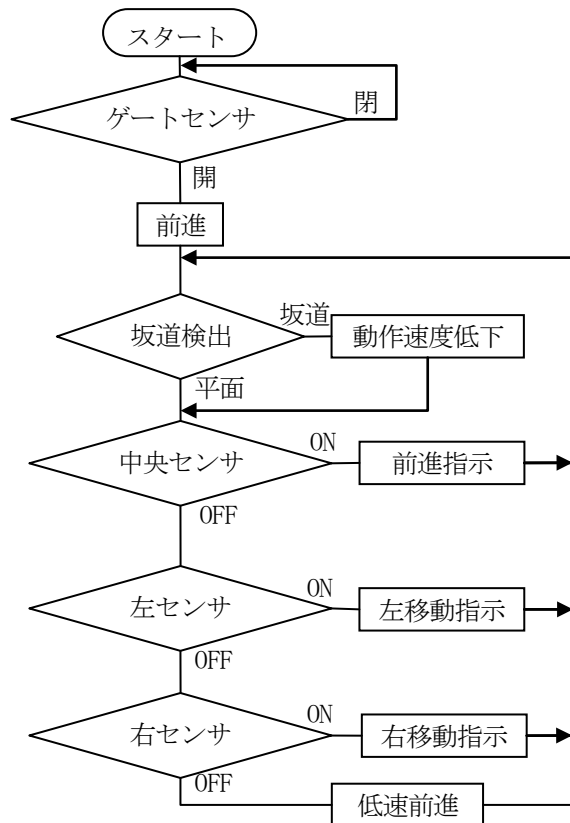 スタート
ゲートセンサ
閉
開
前進
坂道検出
坂道
動作速度低下
平面
中央センサ
ON
前進指示
OFF
左センサ
ON
左移動指示
OFF
右センサ
ON
右移動指示
OFF
低速前進